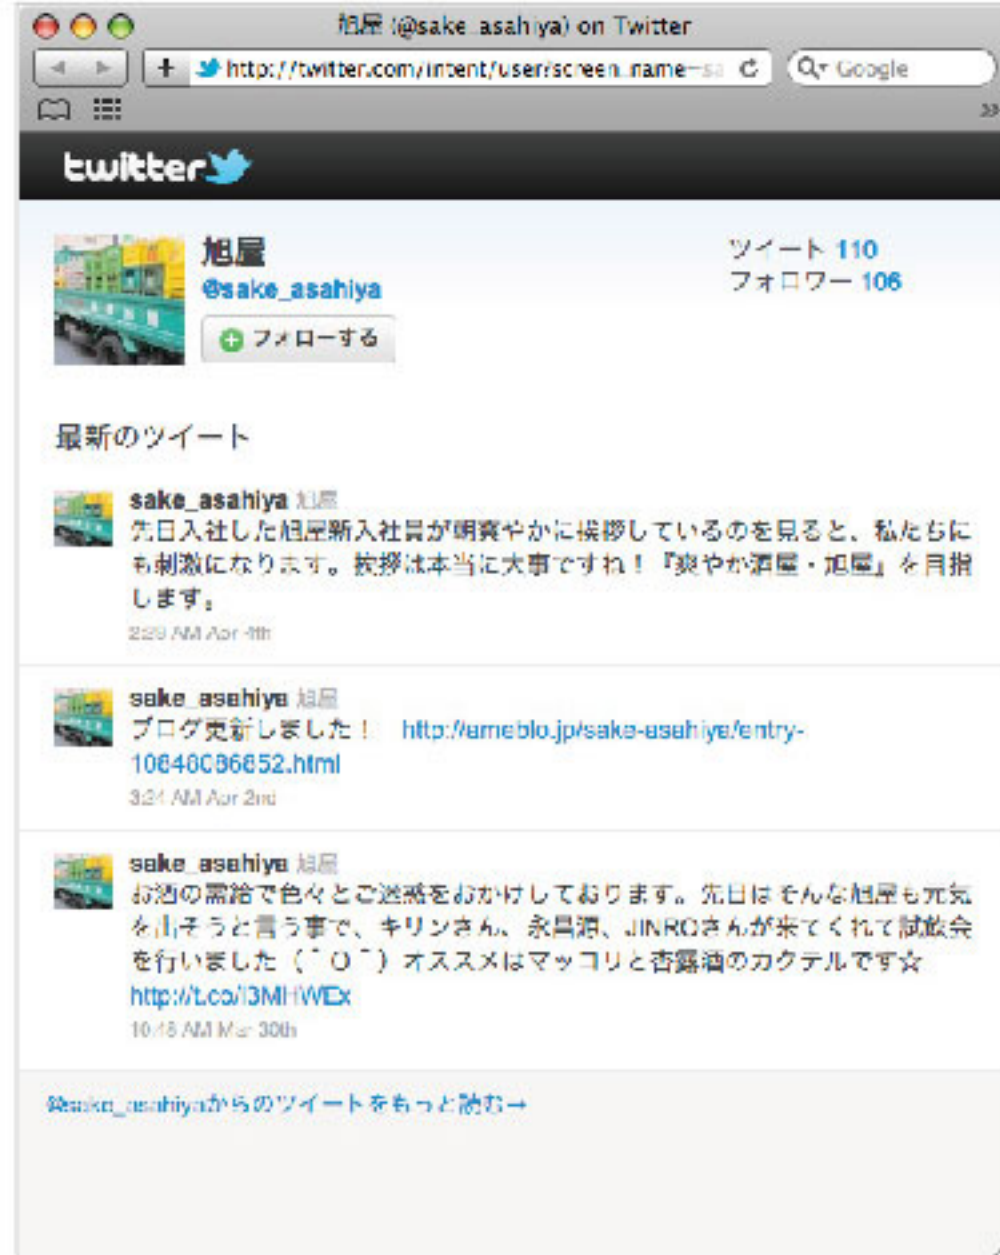 旭屋 (@sake_asahiya) on Twitter
http://twitter.com/intent/user?screen_name=sa
Google
twitter
旭屋
@sake_asahiya
フォローする
ツイート 110
フォロワー 106
最新のツイート
sake_asahiya 旭屋
先日入社した旭屋新入社員が朝爽やかに挨拶しているのを見ると、私たちに
も刺激になります。挨拶は本当に大事ですね！『爽やか酒屋・旭屋』を目指
します。
AM Apr 4th
sake_asahiya 旭屋
ブログ更新しました！ http://ameblo.jp/sake-asahiya/entry-
10848086852.html
3:24 AM Apr 2nd
sake_asahiya 旭屋
お酒の需給で色々とご迷惑をおかけしております。先日はそんな旭屋も元気
を出そうと言う事で、キリンさん、永昌源、JINROさんが来てくれて試飲会
を行いました（＾Ｏ＾）オススメはマッコリと杏露酒のカクテルです☆
http://t.co/i3MHWEx
10:48 AM Mar 30th
@sake_asahiyaからのツイートをもっと読む→